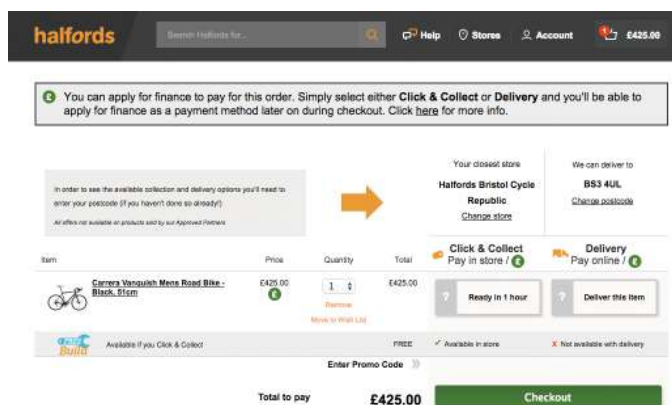 halfords
Search Halfords for...
Help
Stores
Account
1
£425.00
You can apply for finance to pay for this order. Simply select either Click & Collect or Delivery and you'll be able to
apply for finance as a payment method later on during checkout. Click here for more info.
In order to see the available collection and delivery options you'll need to
enter your postcode (if you haven't done so already!)
All offers not available on products sold by our Approved Partners
Your closest store
Halfords Bristol Cycle
Republic
Change store
We can deliver to
BS3 4UL
Change postcode
Item
Price
Quantity
Total
Click & Collect
Pay in store / £
Delivery
Pay online / £
Carrera Vanquish Mens Road Bike -
Black, 51cm
£425.00
£
1
Remove
Move to Wish List
£425.00
? Ready in 1 hour
? Deliver this item
Build
Available if you Click & Collect
FREE
✓ Available in store
X Not available with delivery
Enter Promo Code
Total to pay
£425.00
Checkout